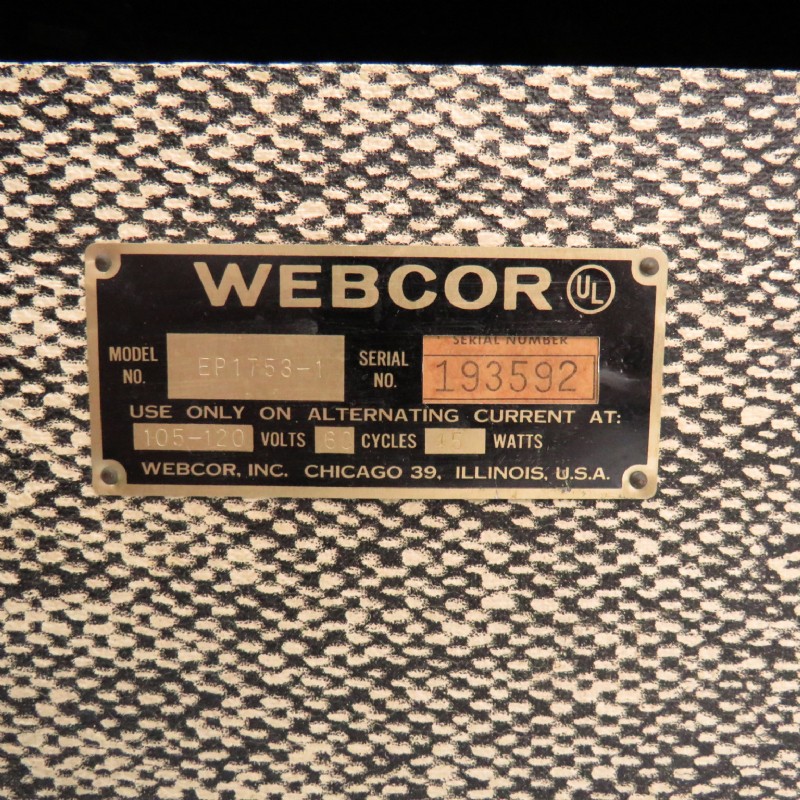 WEBCOR UL
MODEL NO. EP1753-1 SERIAL NO. SERIAL NUMBER 193592
USE ONLY ON ALTERNATING CURRENT AT:
105-120 VOLTS 60 CYCLES WATTS
WEBCOR, INC. CHICAGO 39, ILLINOIS, U.S.A.